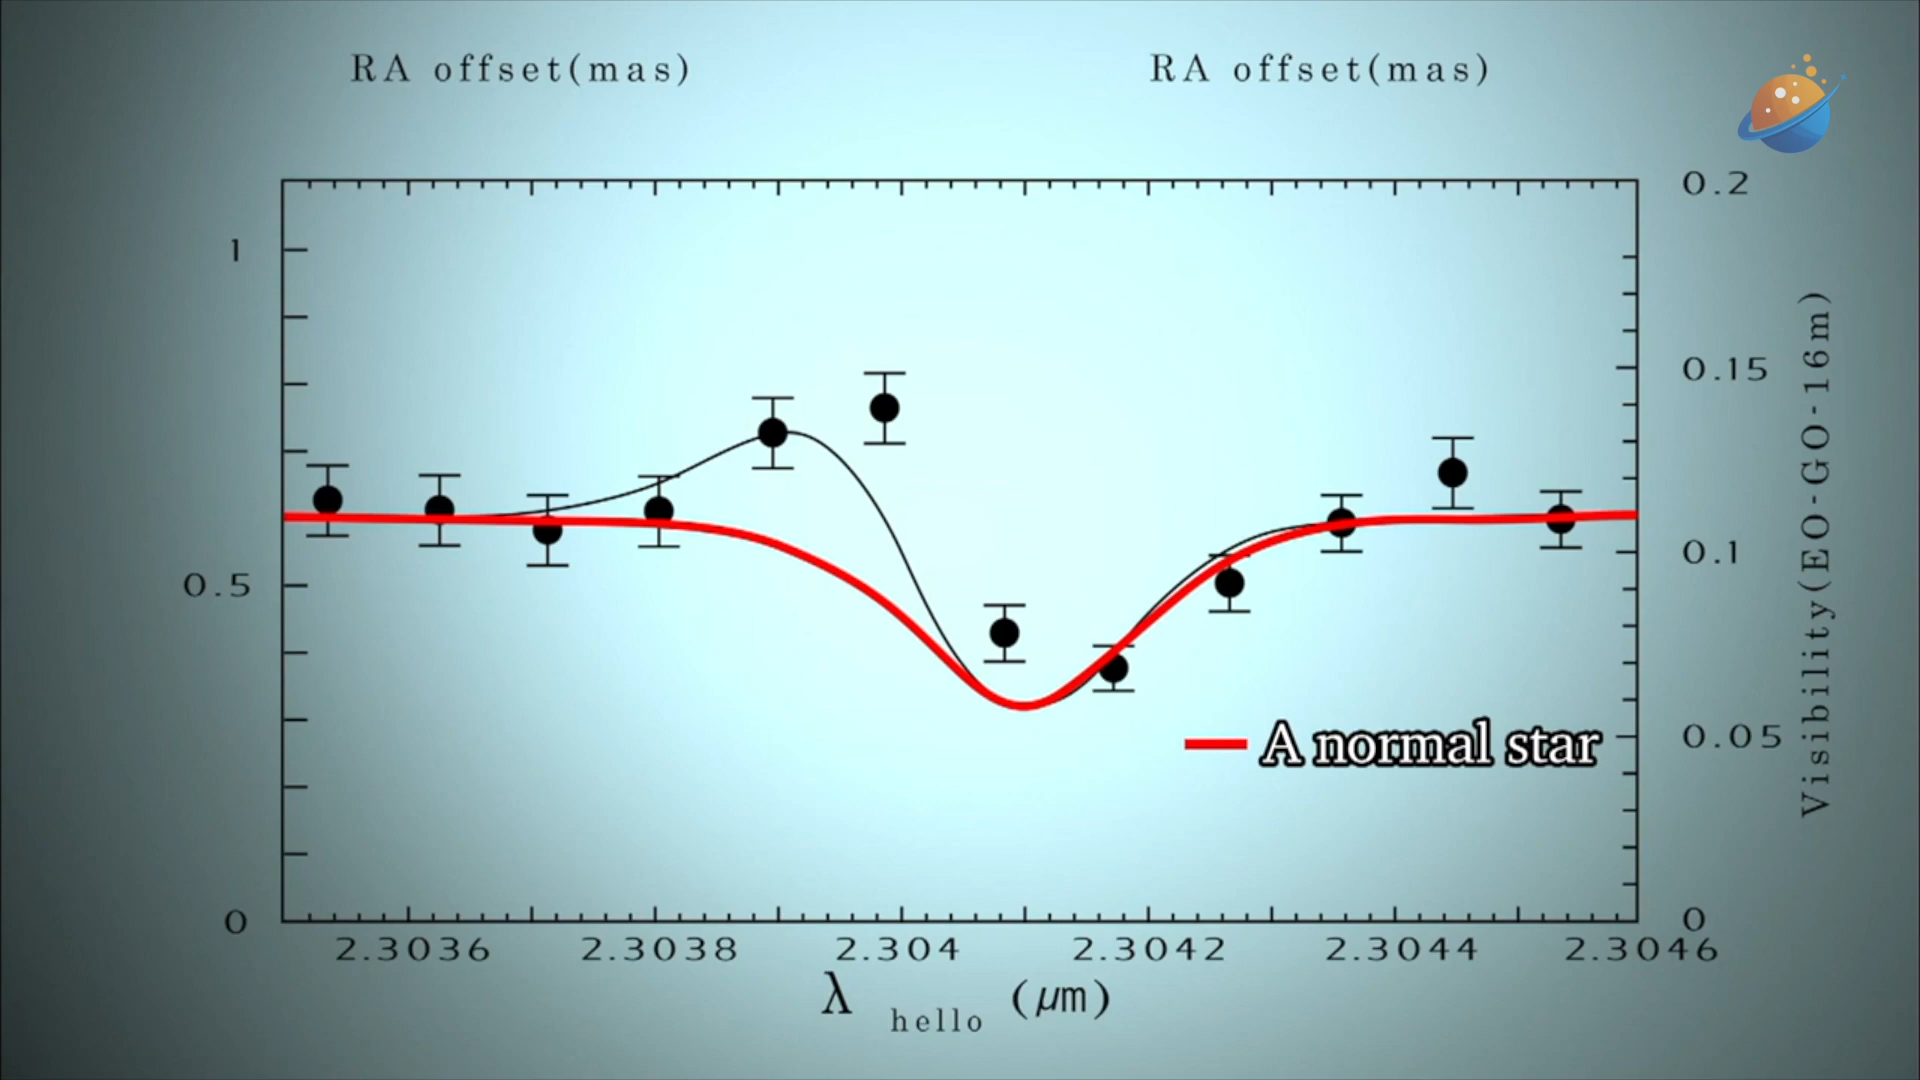 RA offset(mas)
RA offset(mas)
1
0.5
0
0.2
0.15
0.1
0.05
0
Visibility(EO-GO-16m)
A normal star
2.3036
2.3038
2.304
2.3042
2.3044
2.3046
λ hello (μm)